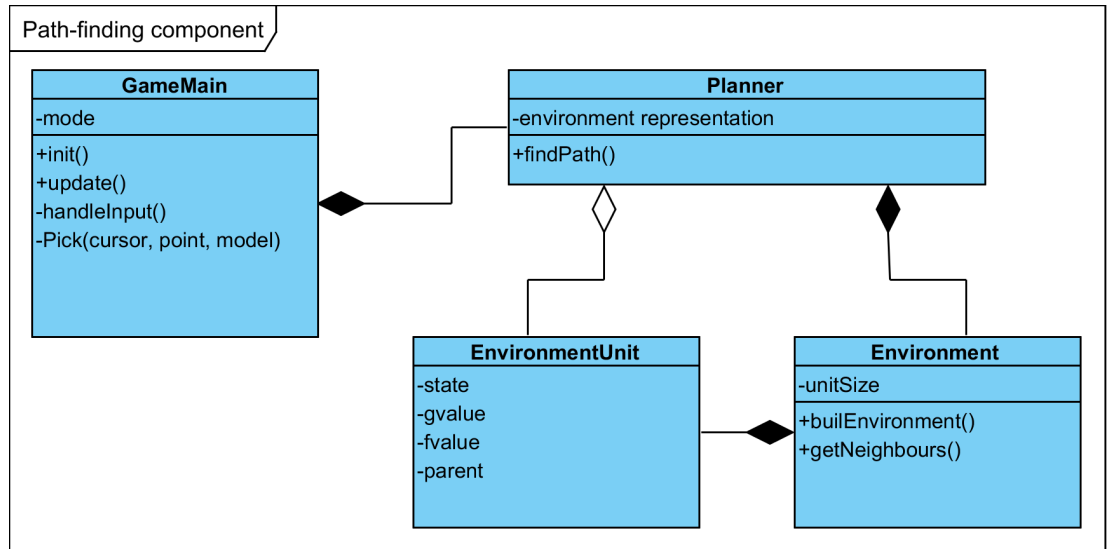 Path-finding component
GameMain
-mode
+init()
+update()
-handleInput()
-Pick(cursor, point, model)
Planner
-environment representation
+findPath()
EnvironmentUnit
-state
-gvalue
-fvalue
-parent
Environment
-unitSize
+builEnvironment()
+getNeighbours()